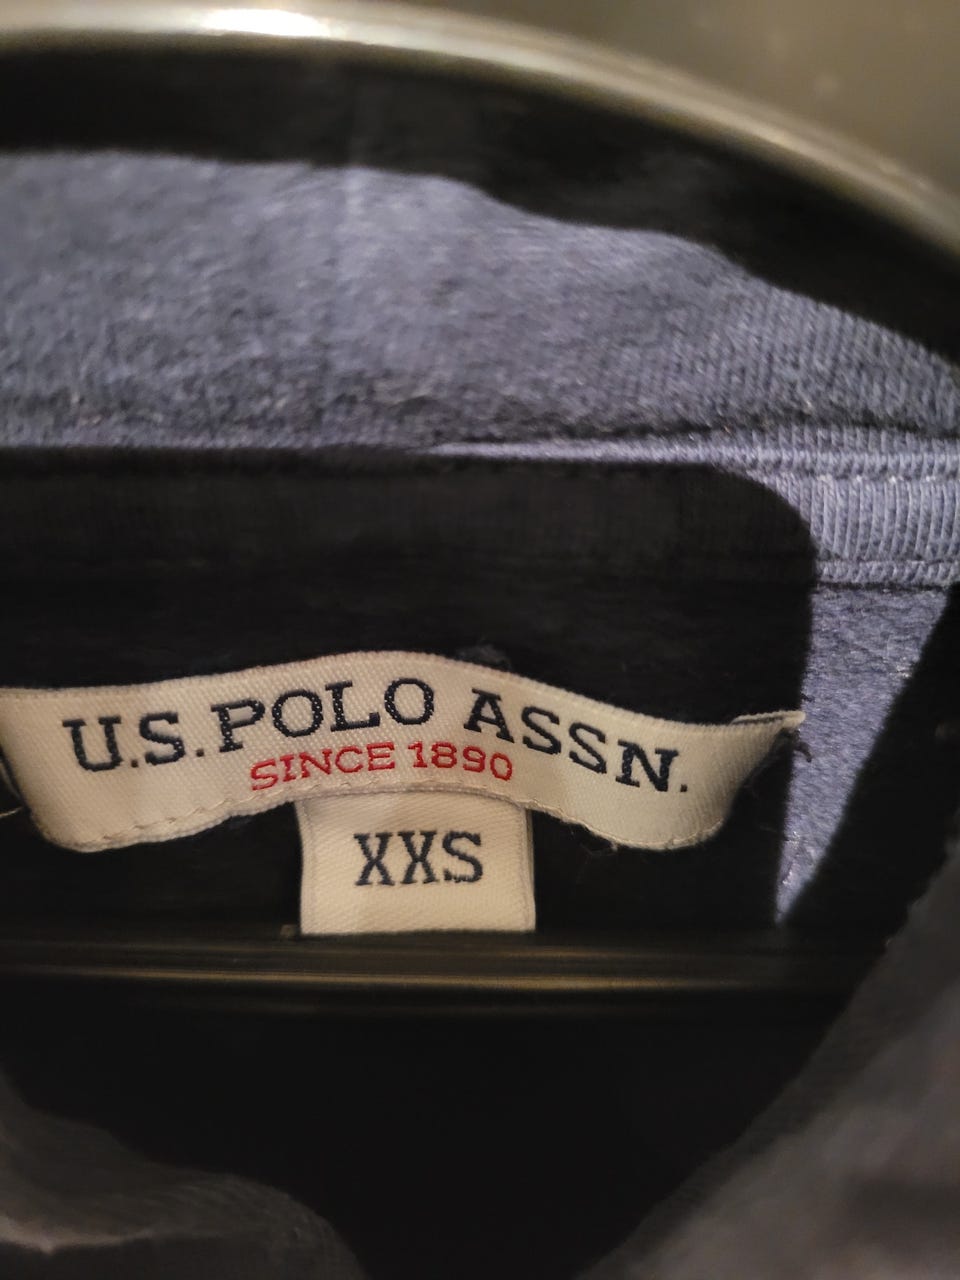 U.S. POLO ASSN.
SINCE 1890
XXS